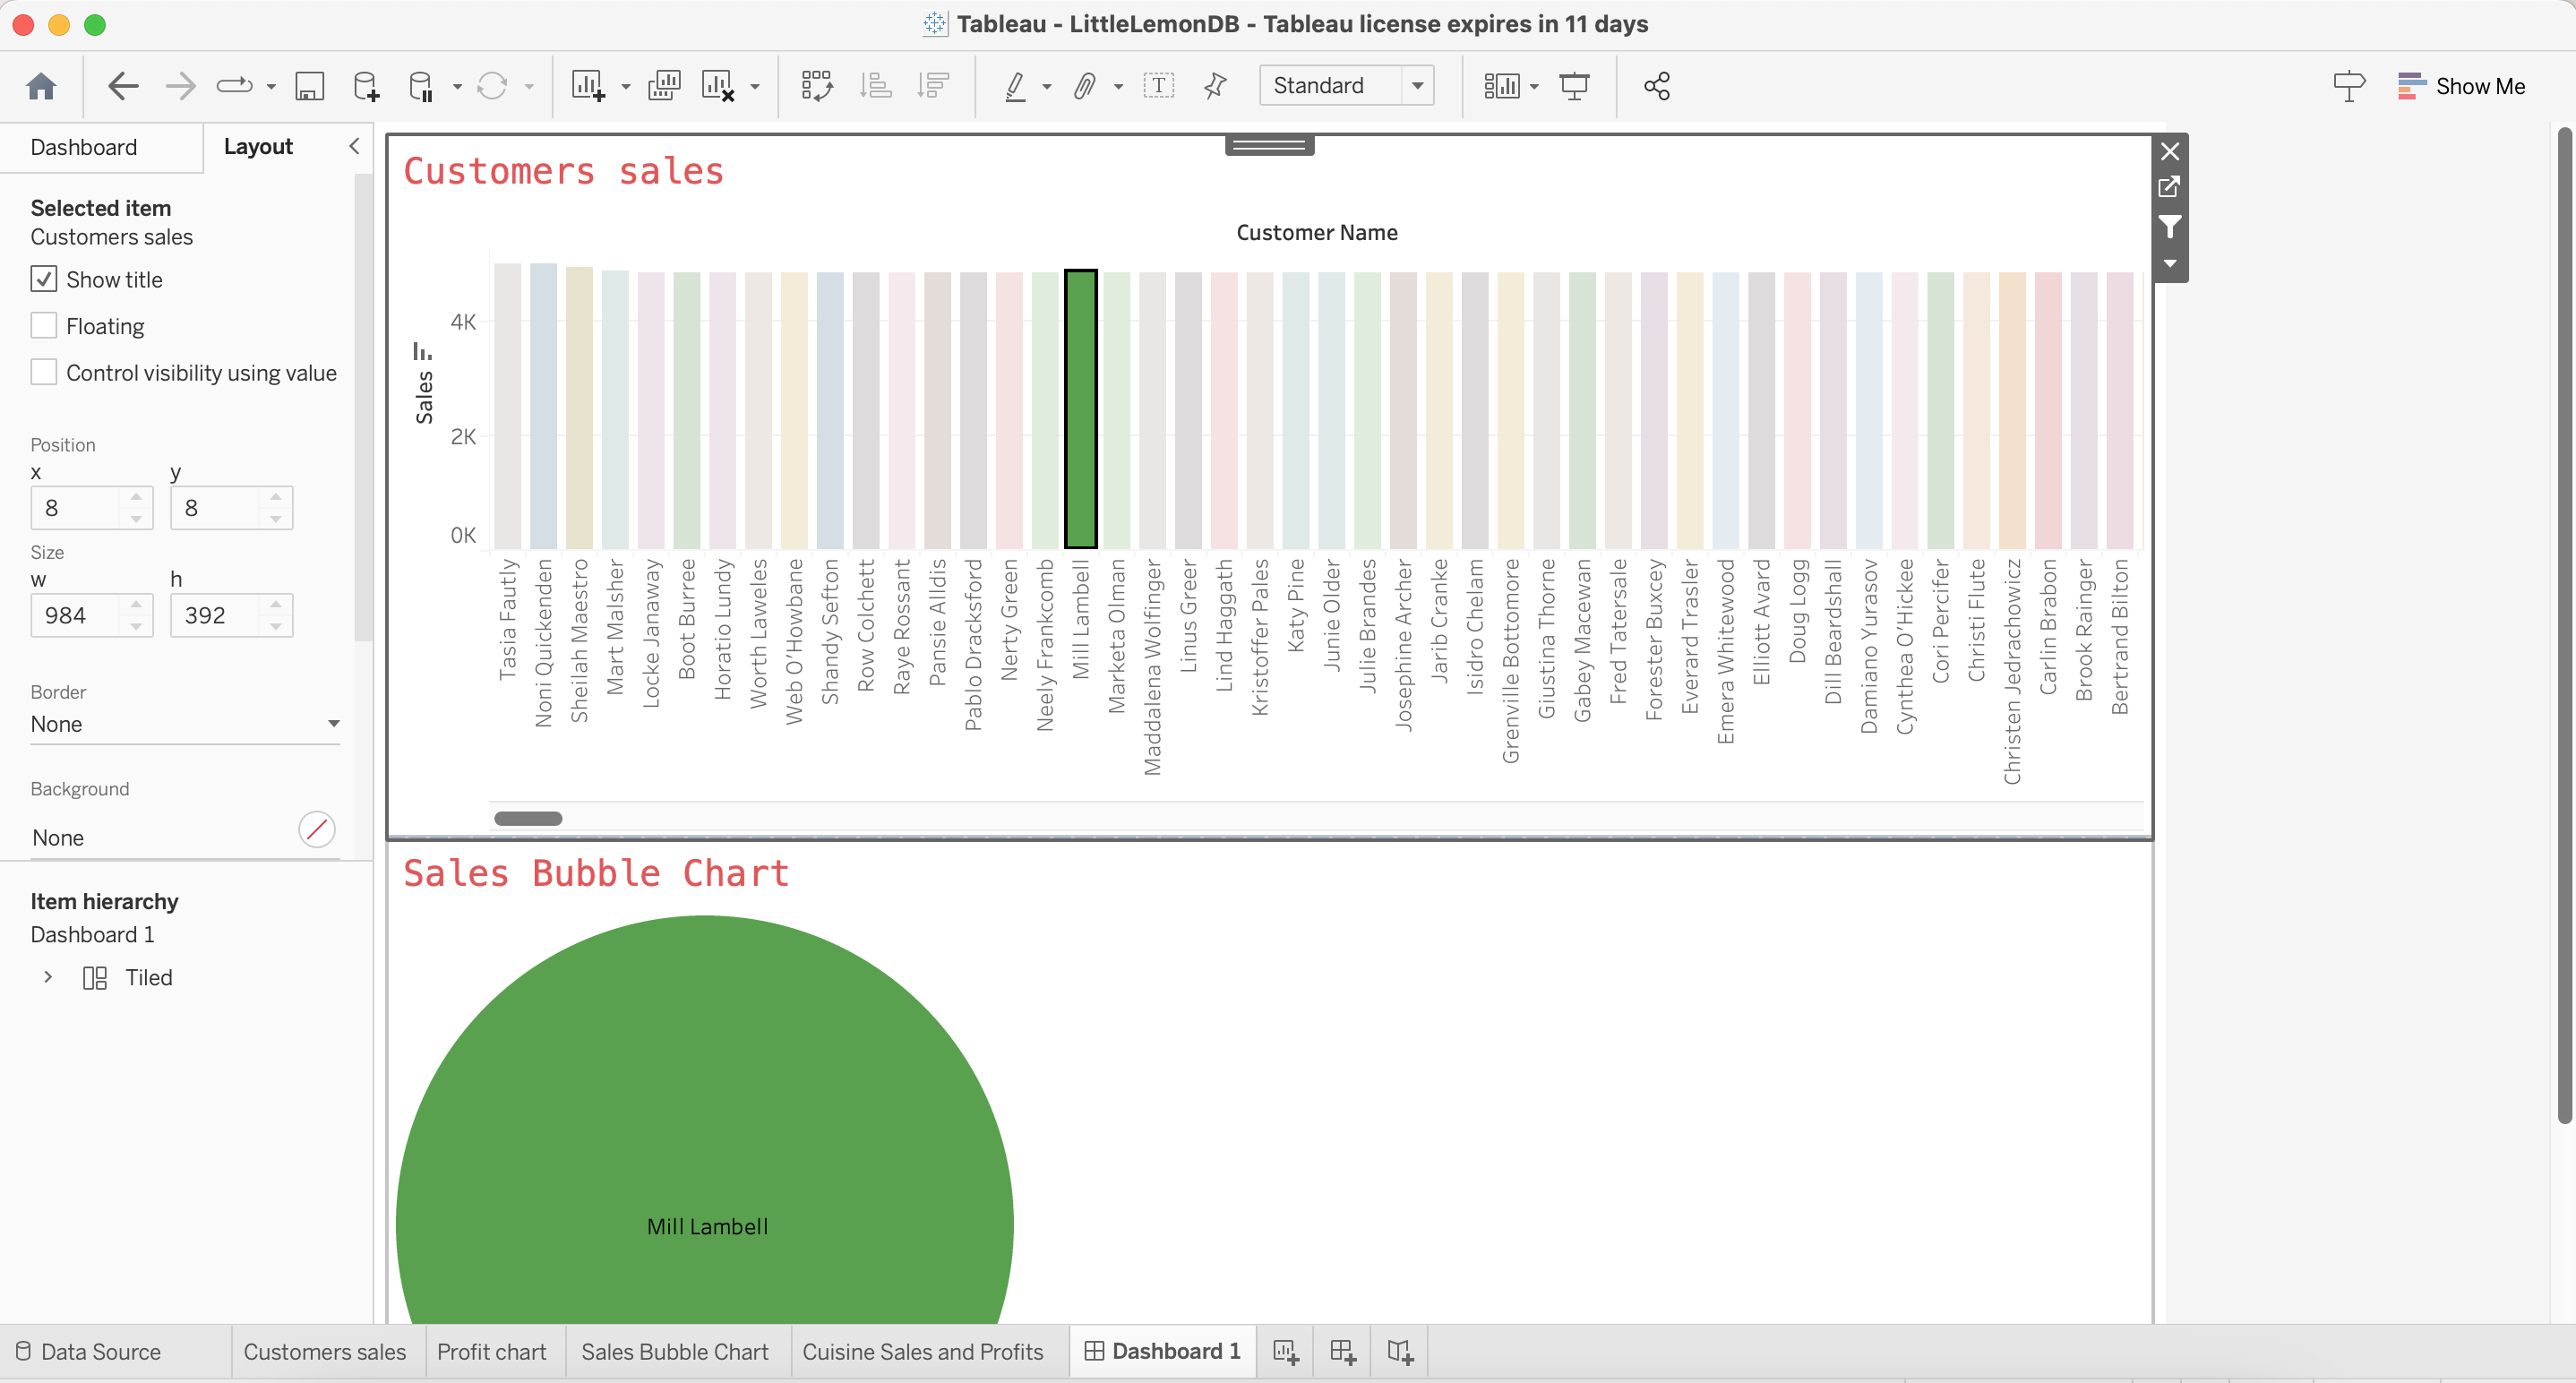 Tableau - LittleLemonDB - Tableau license expires in 11 days
T
Standard
Show Me
Dashboard
Layout
Selected item
Customers sales
Show title
Floating
Control visibility using value
Position
x
y
8
8
Size
w
h
984
392
Border
None
Background
None
Item hierarchy
Dashboard 1
Tiled
Customers sales
Customer Name
Sales
4K
2K
0K
Tasia Fautly
Noni Quickenden
Sheilah Maestro
Mart Malsher
Locke Janaway
Boot Burree
Horatio Lundy
Worth Laweles
Web O'Howbane
Shandy Sefton
Row Colchett
Raye Rossant
Pansie Alldis
Pablo Dracksford
Nerty Green
Neely Frankcomb
Mill Lambell
Marketa Olman
Maddalena Wolfinger
Linus Greer
Lind Haggath
Kristoffer Pales
Katy Pine
Junie Older
Julie Brandes
Josephine Archer
Jarib Cranke
Isidro Chelam
Grenville Bottomore
Giustina Thorne
Gabey Macewan
Fred Tatersale
Forester Buxcey
Everard Trasler
Emera Whitewood
Elliott Avard
Doug Logg
Dill Beardshall
Damiano Yurasov
Cynthea O'Hickee
Cori Percifer
Christi Flute
Christen Jedrachowicz
Carlin Brabon
Brook Rainger
Bertrand Bilton
Sales Bubble Chart
Mill Lambell
Data Source
Customers sales
Profit chart
Sales Bubble Chart
Cuisine Sales and Profits
Dashboard 1